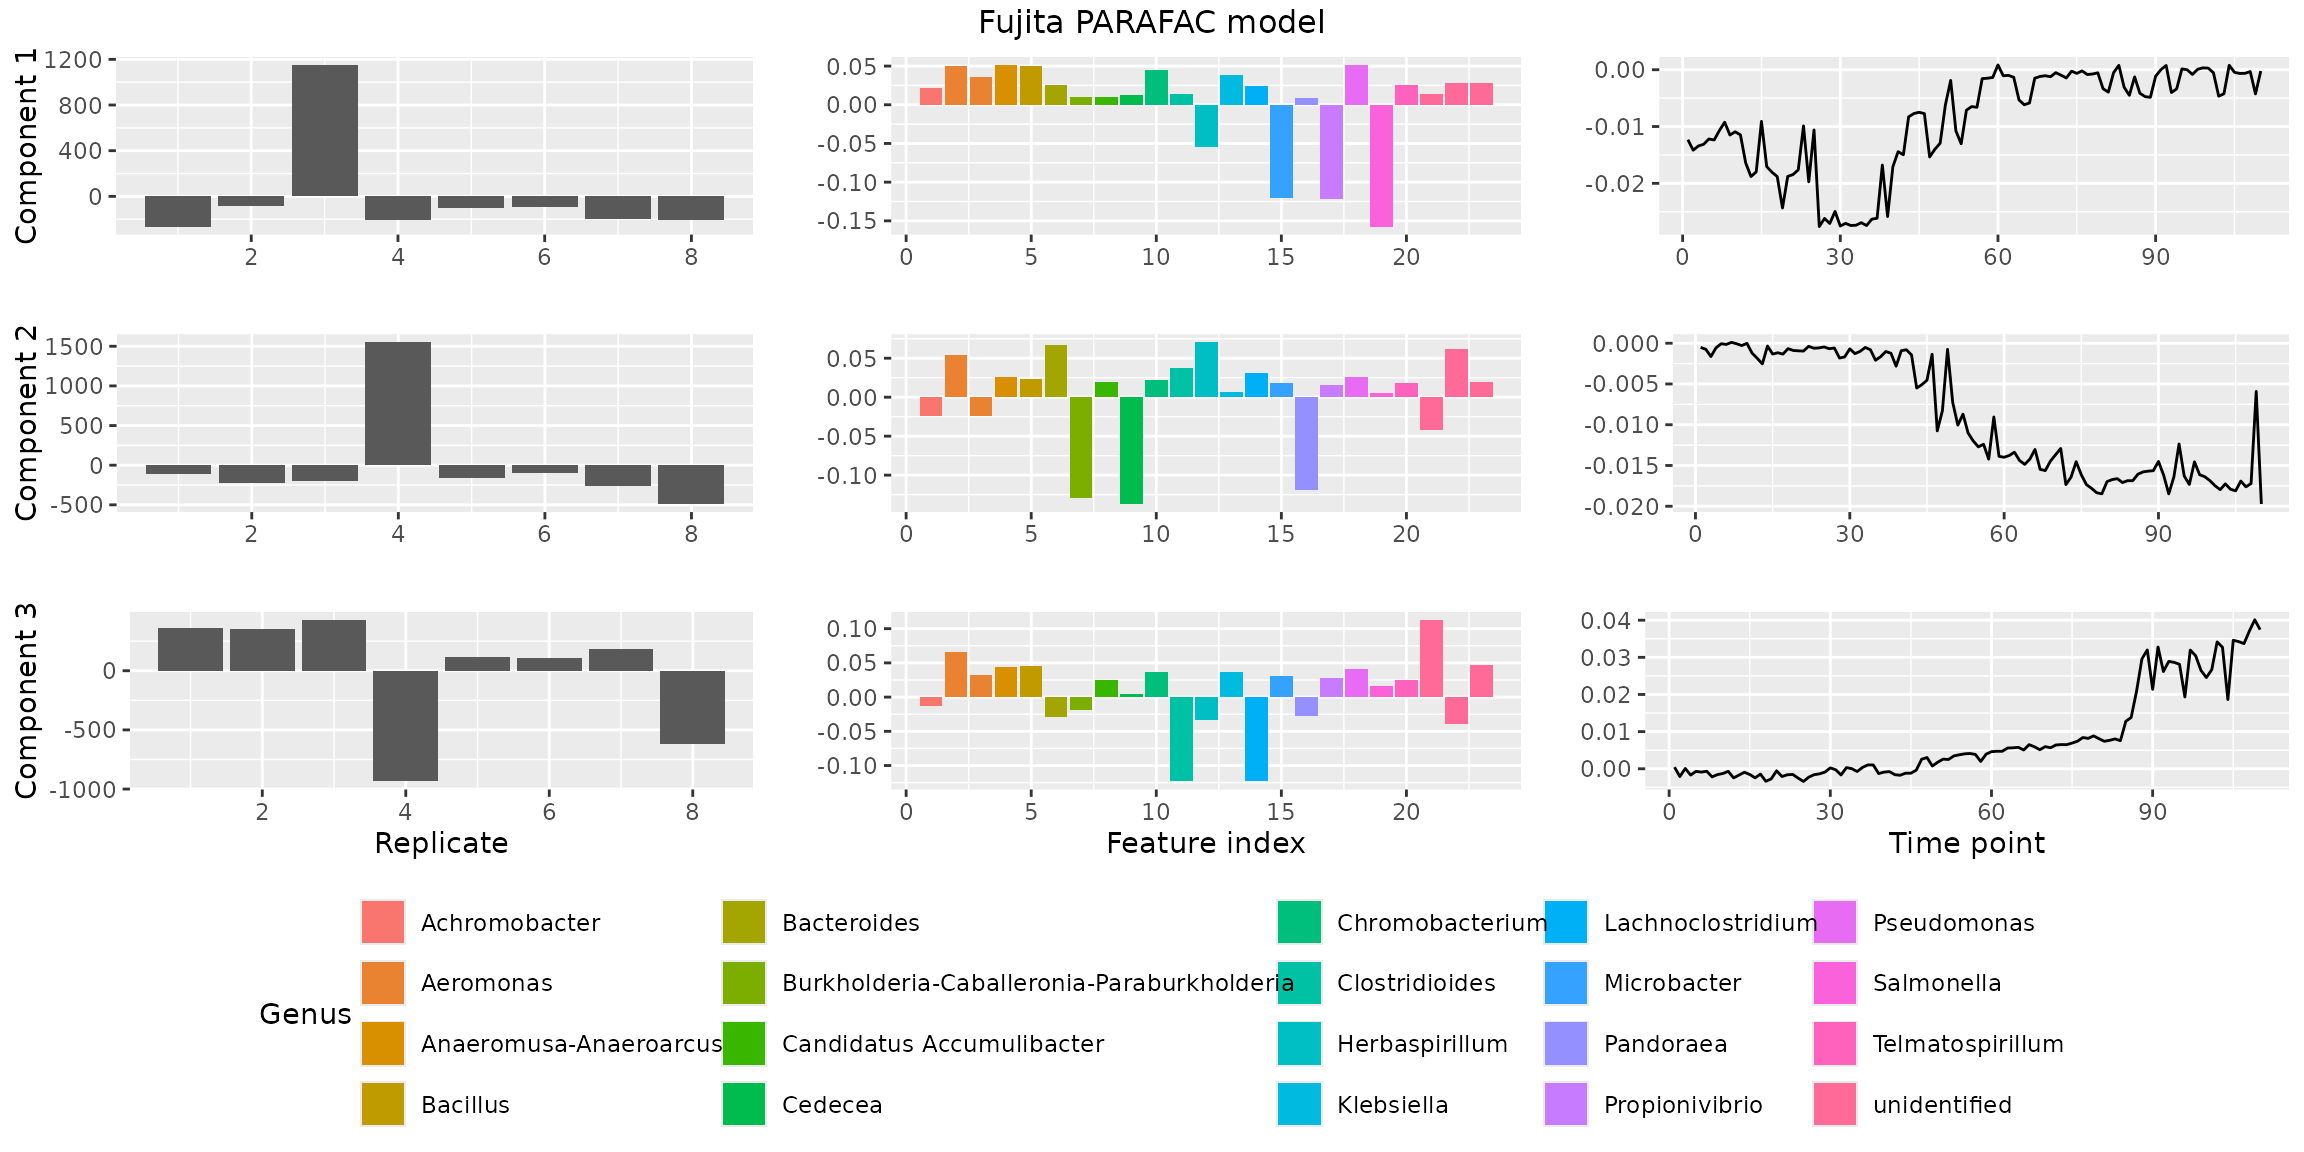 Fujita PARAFAC model
Component 1
1200
800
400
0
2 4 6 8
0.05
0.00
-0.05
-0.10
-0.15
0 5 10 15 20
0.00
-0.01
-0.02
0 30 60 90
Component 2
1500
1000
500
0
-500
2 4 6 8
0.05
0.00
-0.05
-0.10
0 5 10 15 20
0.000
-0.005
-0.010
-0.015
-0.020
0 30 60 90
Component 3
0
-500
-1000
2 4 6 8
Replicate
0.10
0.05
0.00
-0.05
-0.10
0 5 10 15 20
Feature index
0.04
0.03
0.02
0.01
0.00
0 30 60 90
Time point
Genus
Achromobacter
Aeromonas
Anaeromusa-Anaeroarcus
Bacillus
Bacteroides
Burkholderia-Caballeronia-Paraburkholderia
Candidatus Accumulibacter
Cedecea
Chromobacterium
Clostridioides
Herbaspirillum
Klebsiella
Lachnoclostridium
Microbacter
Pandoraea
Propionivibrio
Pseudomonas
Salmonella
Telmatospirillum
unidentified